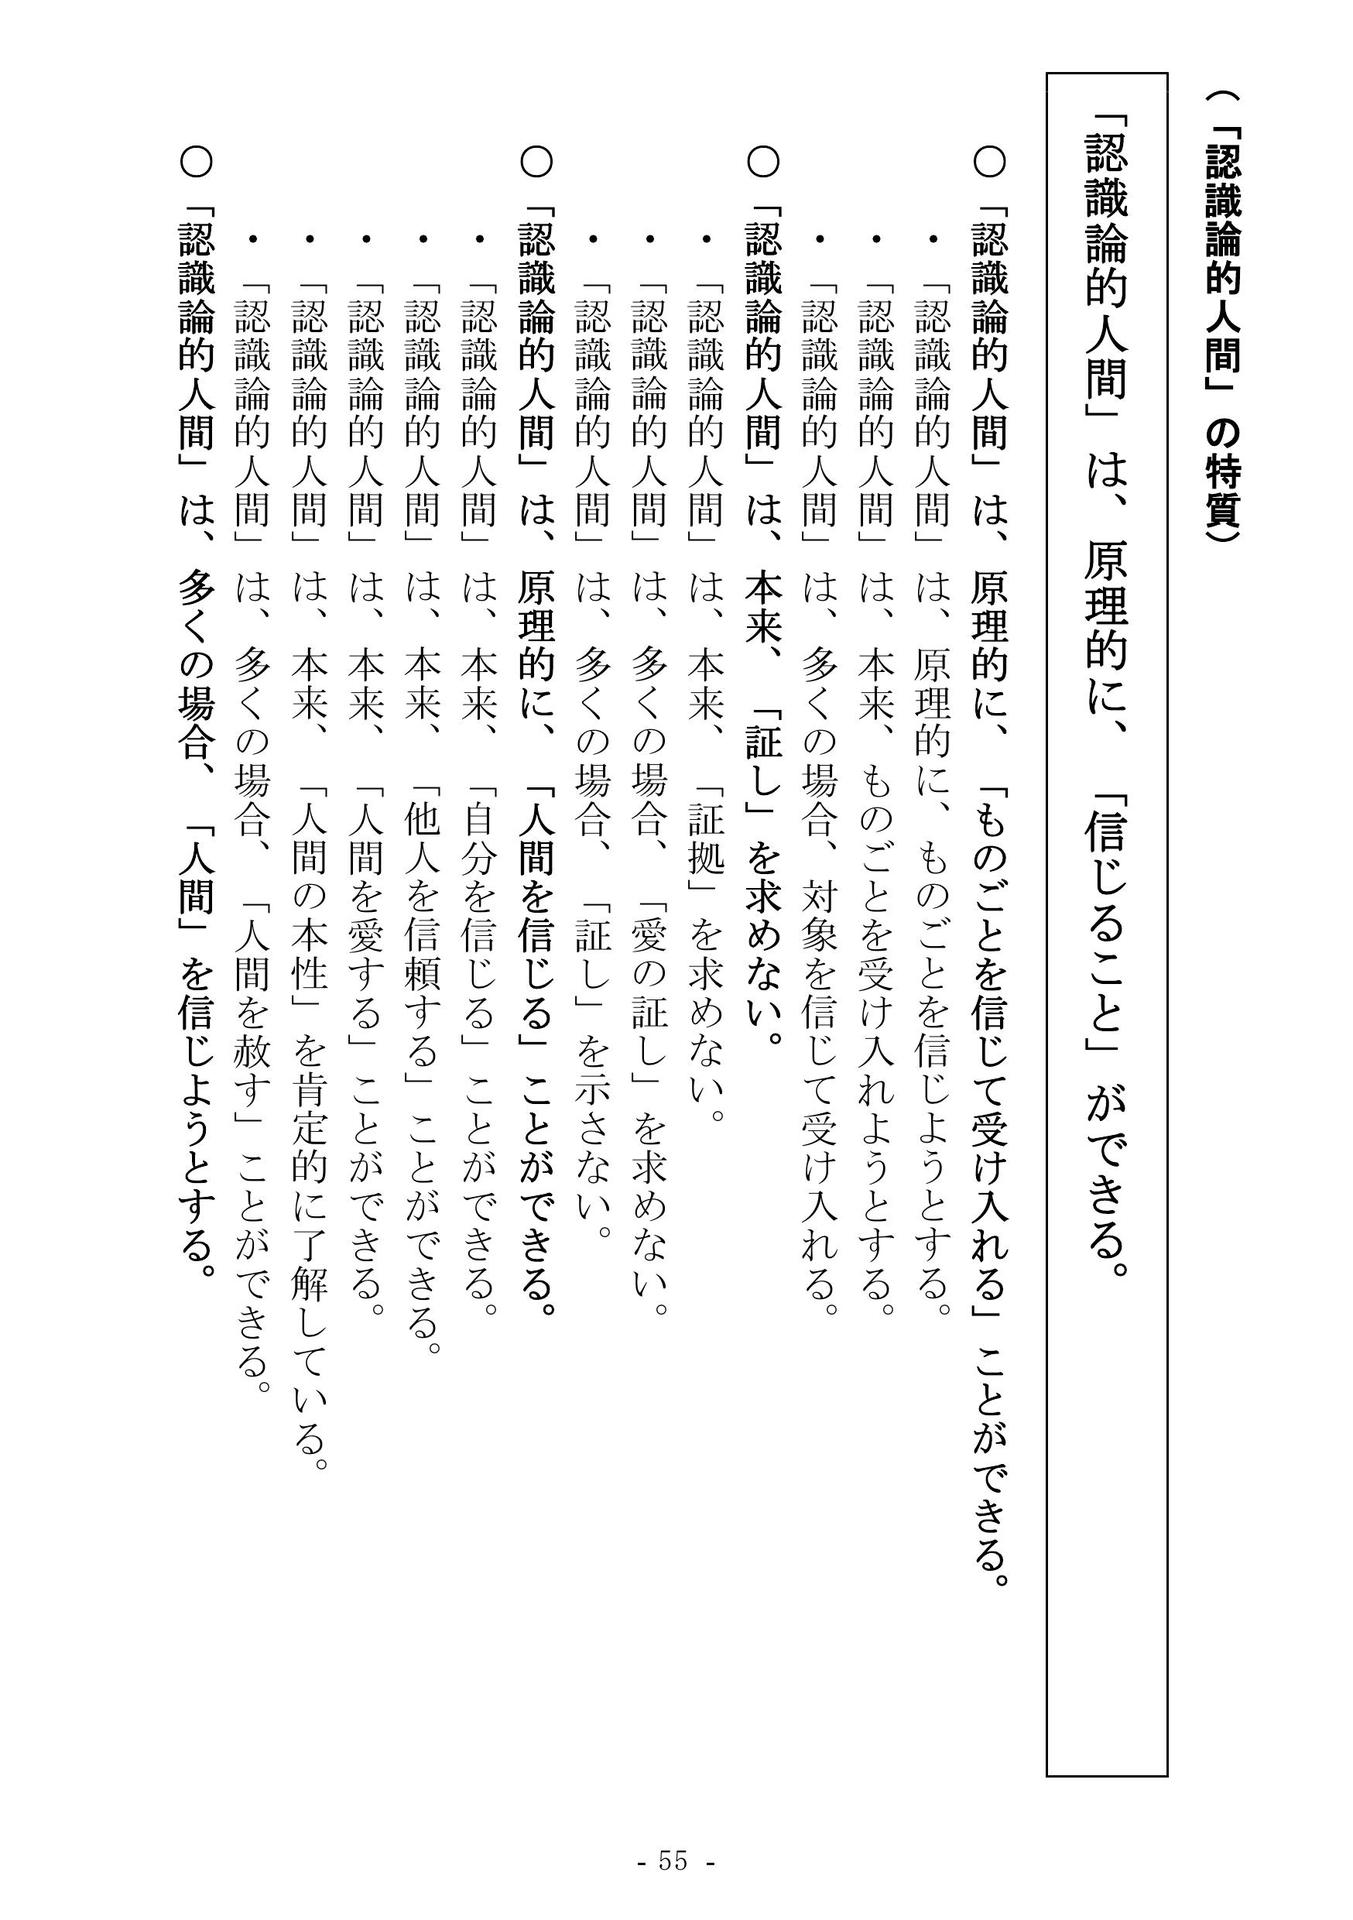 （「認識論的人間」の特質）
「認識論的人間」は、原理的に、「信じること」ができる。
○「認識論的人間」は、原理的に、「ものごとを信じて受け入れる」ことができる。
・「認識論的人間」は、原理的に、ものごとを信じようとする。
・「認識論的人間」は、本来、ものごとを受け入れようとする。
・「認識論的人間」は、多くの場合、対象を信じて受け入れる。
○「認識論的人間」は、本来、「証し」を求めない。
・「認識論的人間」は、本来、「証拠」を求めない。
・「認識論的人間」は、多くの場合、「愛の証し」を求めない。
・「認識論的人間」は、多くの場合、「証し」を示さない。
○「認識論的人間」は、原理的に、「人間を信じる」ことができる。
・「認識論的人間」は、本来、「自分を信じる」ことができる。
・「認識論的人間」は、本来、「他人を信頼する」ことができる。
・「認識論的人間」は、本来、「人間を愛する」ことができる。
・「認識論的人間」は、本来、「人間の本性」を肯定的に了解している。
・「認識論的人間」は、多くの場合、「人間を赦す」ことができる。
○「認識論的人間」は、多くの場合、「人間」を信じようとする。
- 55 -